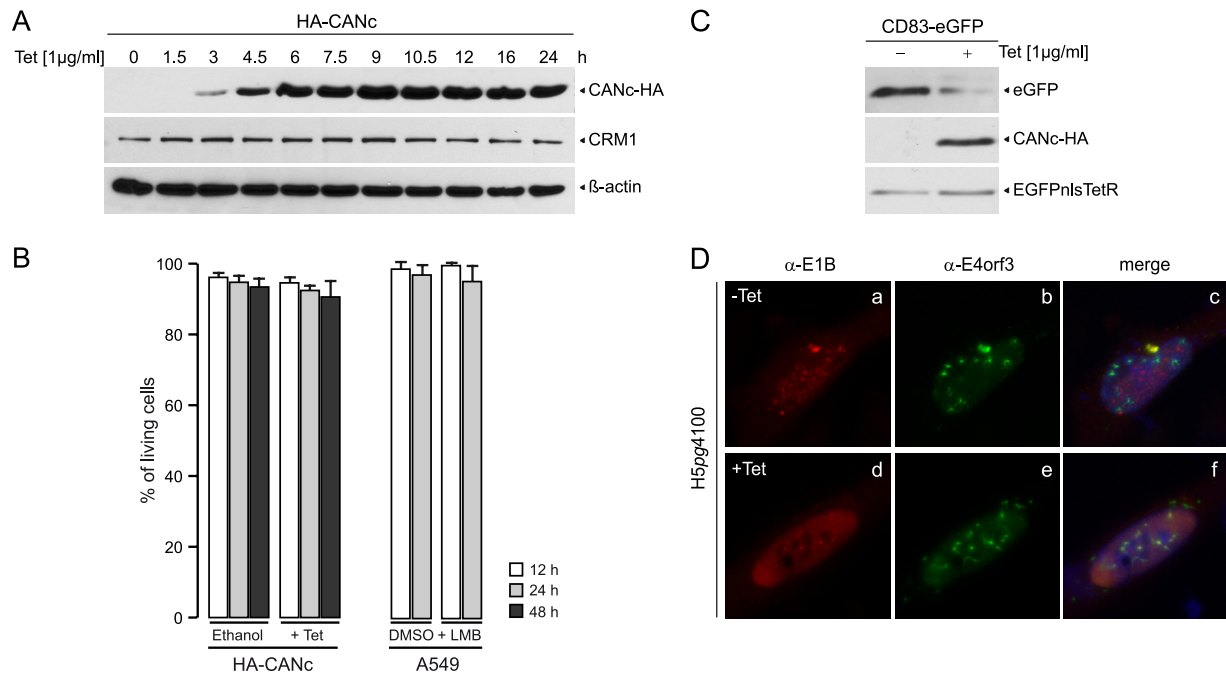 A
HA-CANc
Tet [1µg/ml] 0 1.5 3 4.5 6 7.5 9 10.5 12 16 24 h
CANc-HA
CRM1
ß-actin
B
% of living cells
100
80
60
40
20
0
Ethanol + Tet DMSO + LMB
HA-CANc A549
12 h
24 h
48 h
C
CD83-eGFP
– + Tet [1µg/ml]
eGFP
CANc-HA
EGFPnlsTetR
D
α-E1B α-E4orf3 merge
H5pg4100
-Tet a b c
+Tet d e f